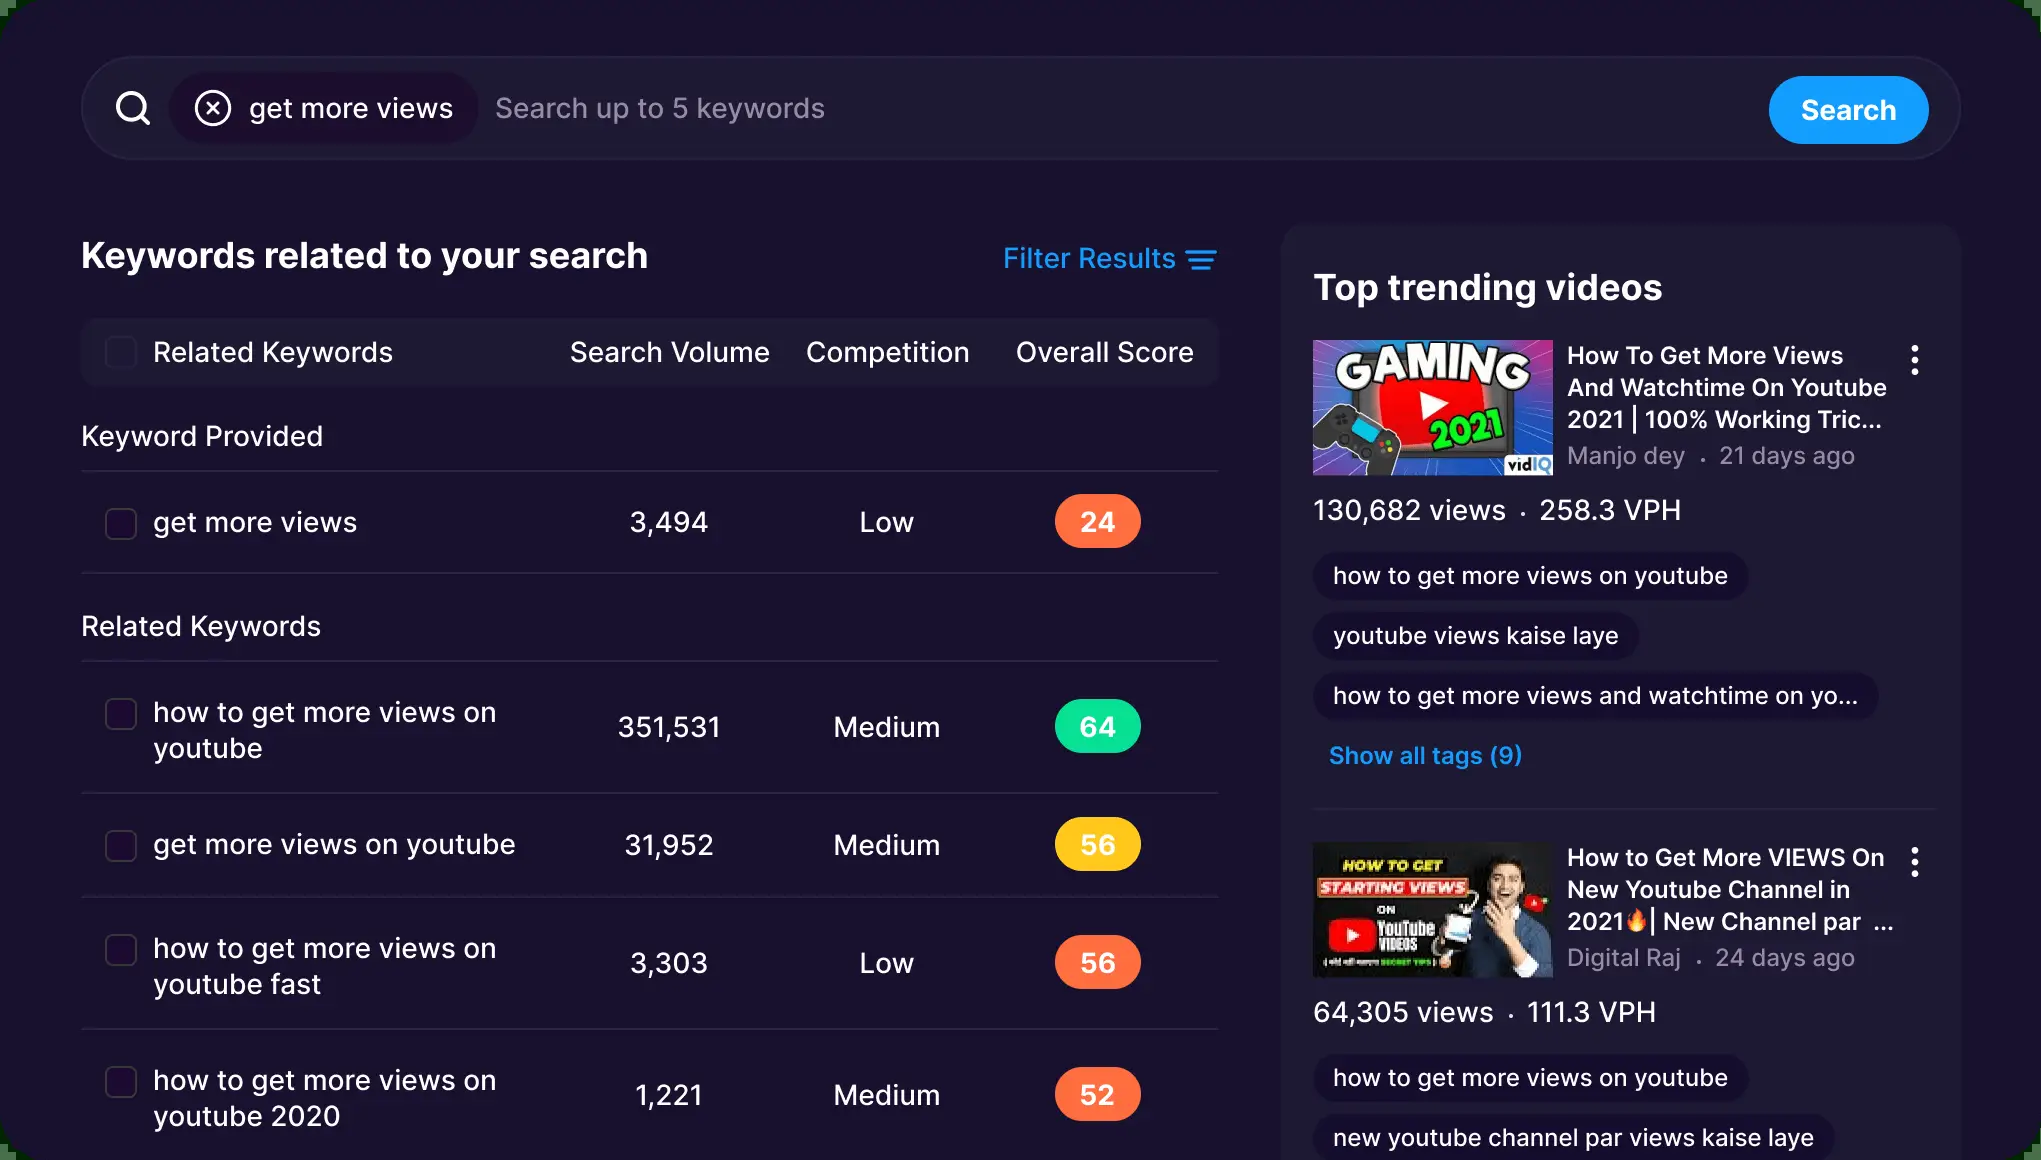 get more views
Search up to 5 keywords
Search
Keywords related to your search
Filter Results
Related Keywords Search Volume Competition Overall Score
Keyword Provided
get more views 3,494 Low 24
Related Keywords
how to get more views on
youtube
351,531 Medium 64
get more views on youtube 31,952 Medium 56
how to get more views on
youtube fast
3,303 Low 56
how to get more views on
youtube 2020
1,221 Medium 52
Top trending videos
GAMING
2021
vidIQ
How To Get More Views
And Watchtime On Youtube
2021 | 100% Working Tric...
Manjo dey . 21 days ago
130,682 views · 258.3 VPH
how to get more views on youtube
youtube views kaise laye
how to get more views and watchtime on yo...
Show all tags (9)
HOW TO GET
STARTING VIEWS
ON
YouTube
VIDEOS
How to Get More VIEWS On
New Youtube Channel in
2021🔥| New Channel par ...
Digital Raj . 24 days ago
64,305 views · 111.3 VPH
how to get more views on youtube
new youtube channel par views kaise laye